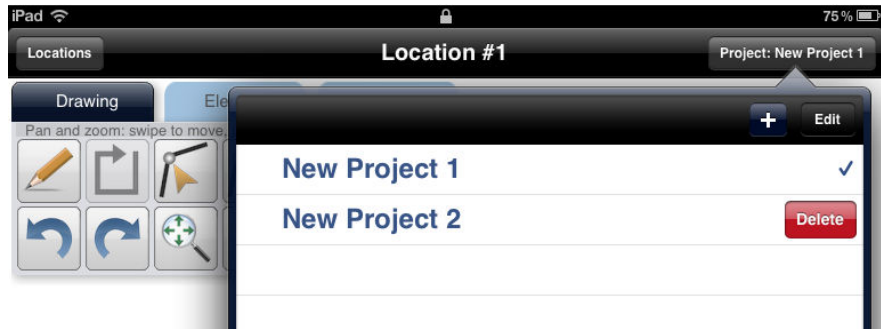 iPad 75%
Locations Location #1 Project: New Project 1
Drawing Ele
Pan and zoom: swipe to move,
+ Edit
New Project 1
New Project 2 Delete